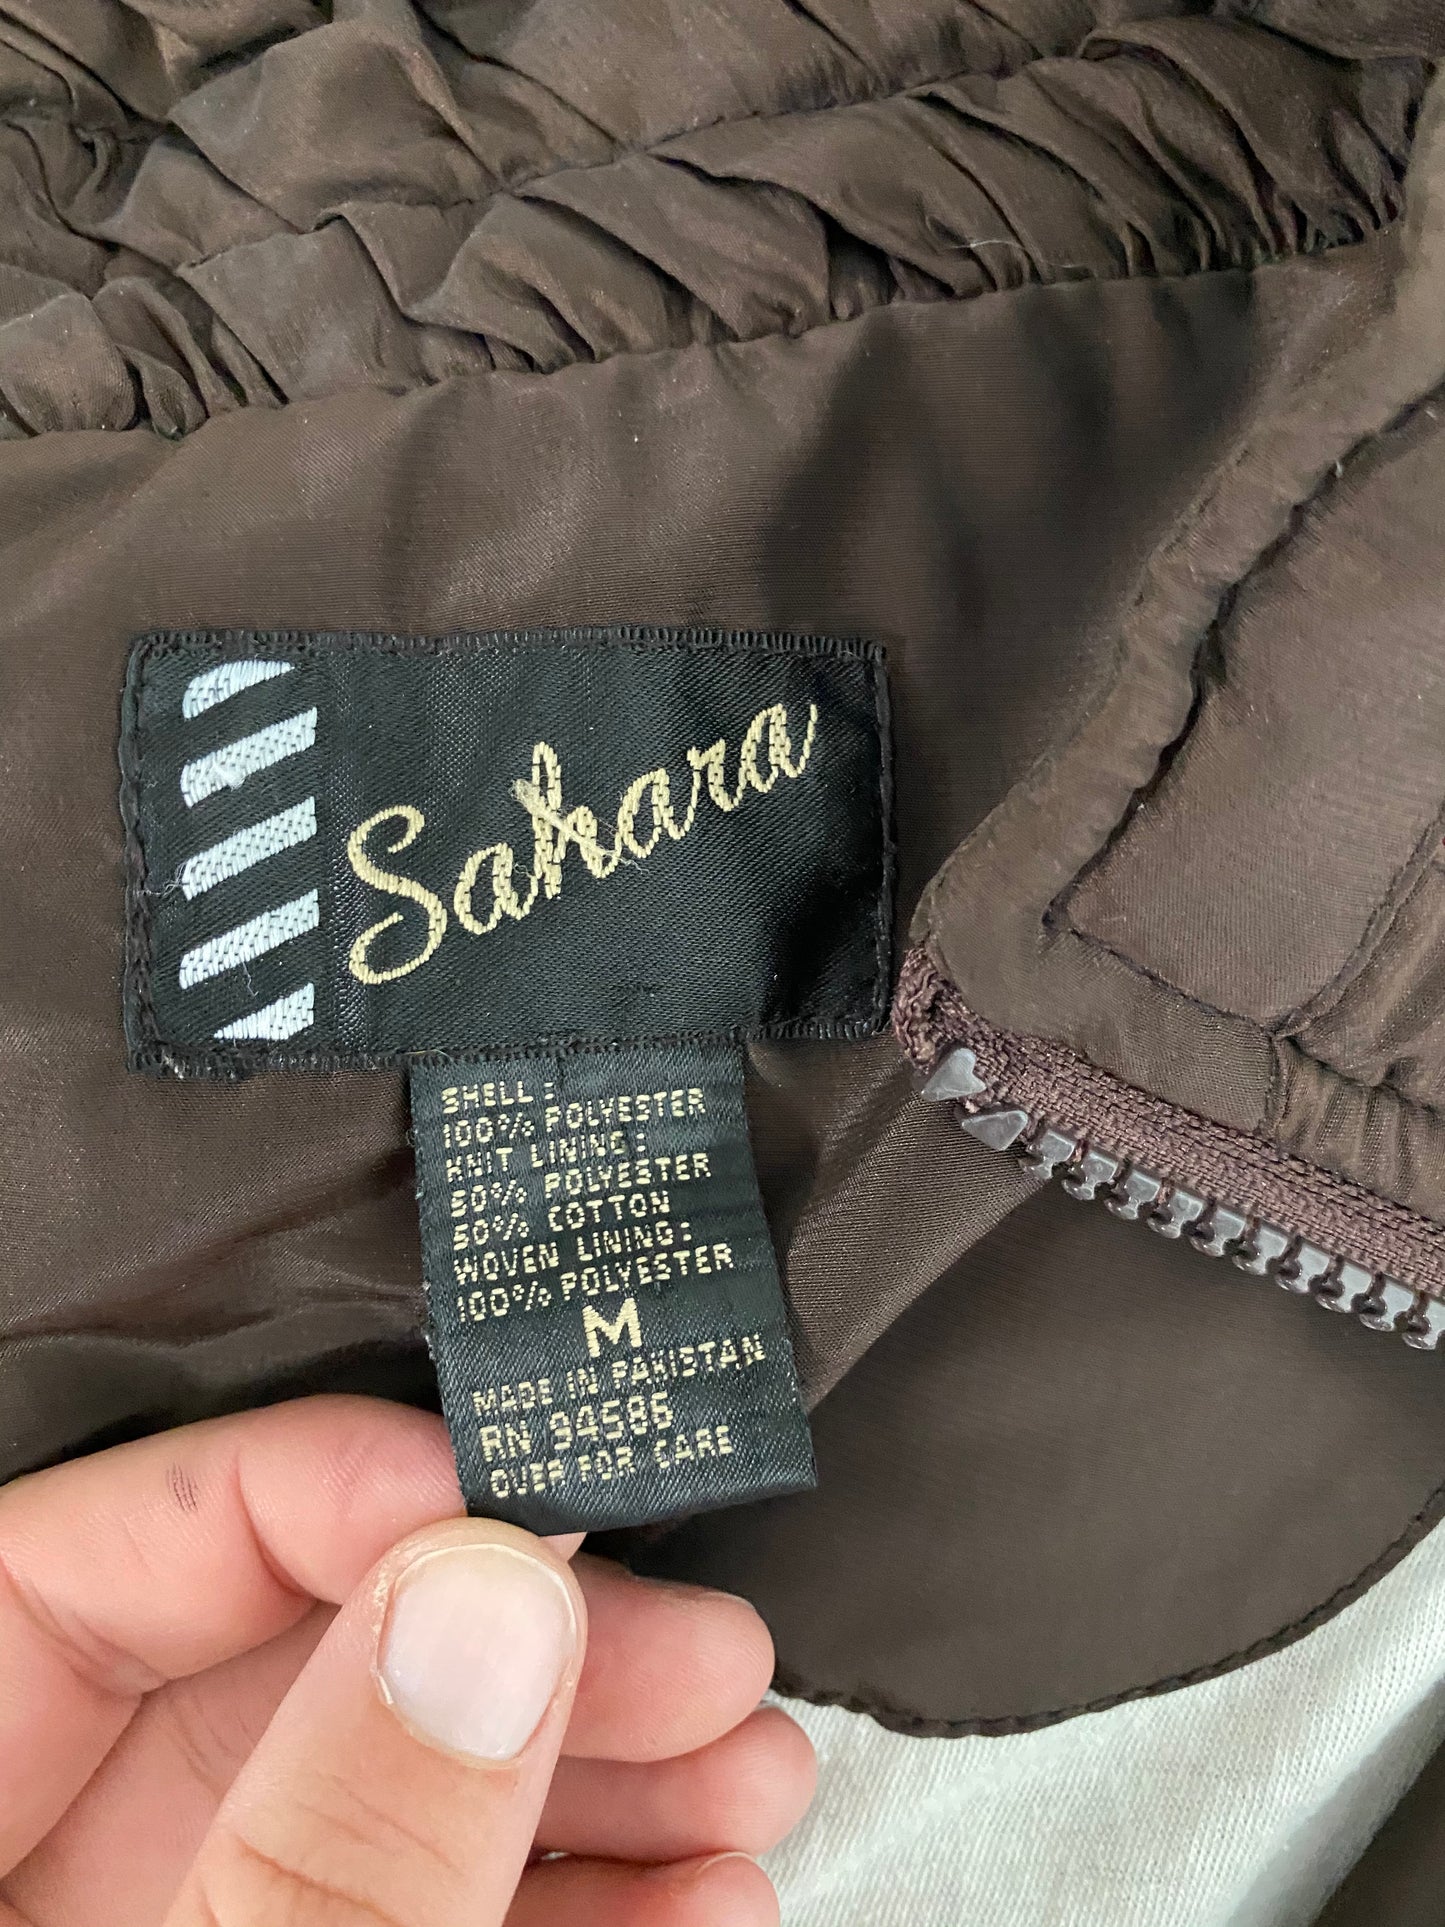 Sahara
SHELL:
100% POLYESTER
KNIT LINING:
50% POLYESTER
50% COTTON
WOVEN LINING:
100% POLYESTER
M
MADE IN PAKISTAN
RN 94586
OVER FOR CARE